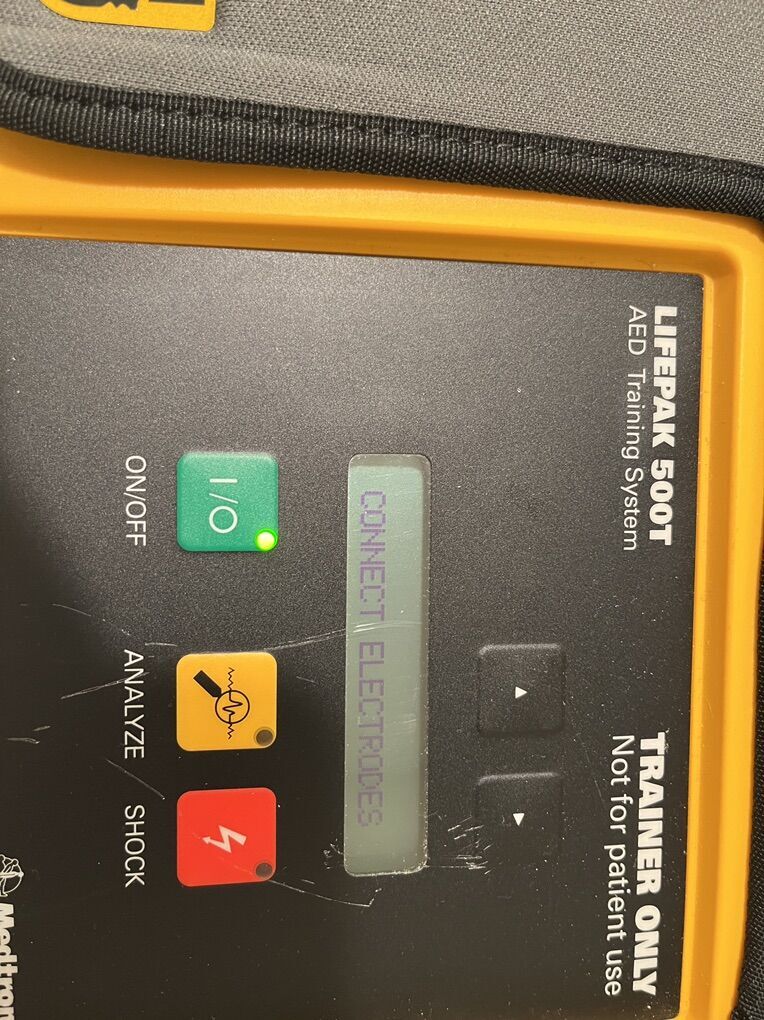 LIFEPAK 500T
AED Training System
TRAINER ONLY
Not for patient use
CONNECT ELECTRODES
I/O
ON/OFF
ANALYZE
SHOCK